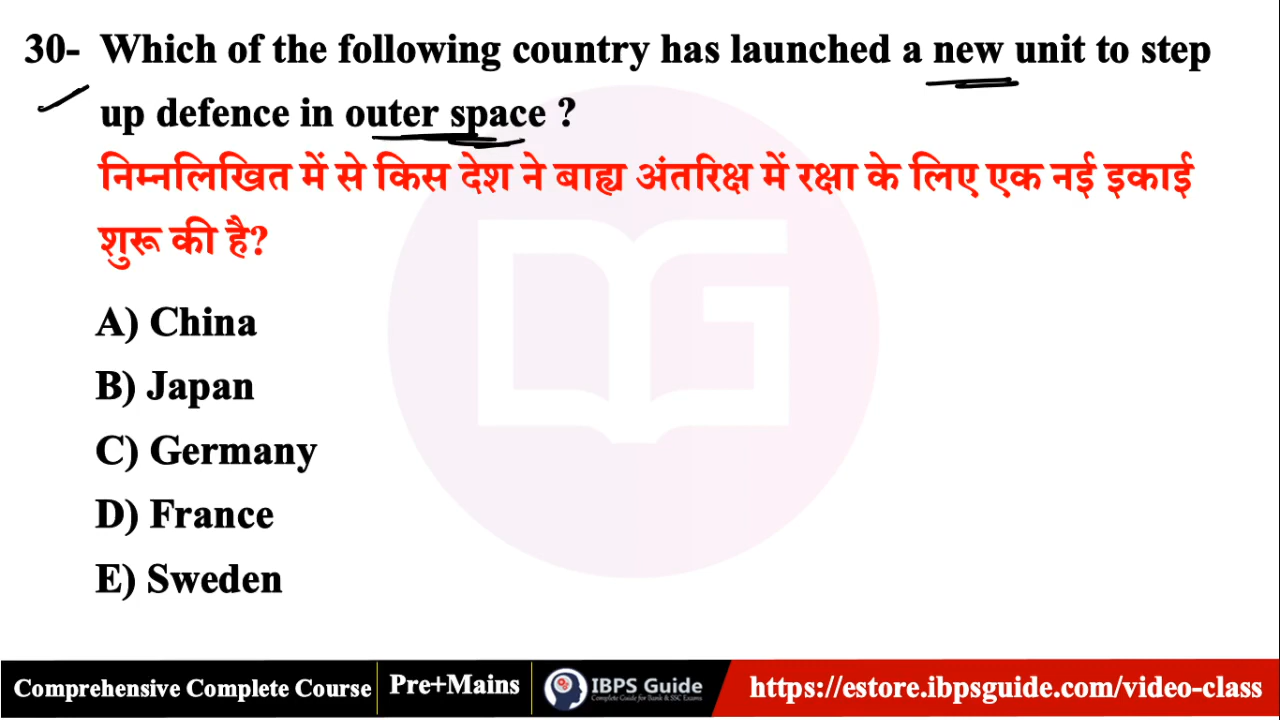 30- Which of the following country has launched a new unit to step
up defence in outer space ?
निम्नलिखित में से किस देश ने बाह्य अंतरिक्ष में रक्षा के लिए एक नई इकाई
शुरू की है?
A) China
B) Japan
C) Germany
D) France
E) Sweden
Comprehensive Complete Course
Pre+Mains
IBPS Guide
Complete Guide for Bank & SSC Exams
https://estore.ibpsguide.com/video-class